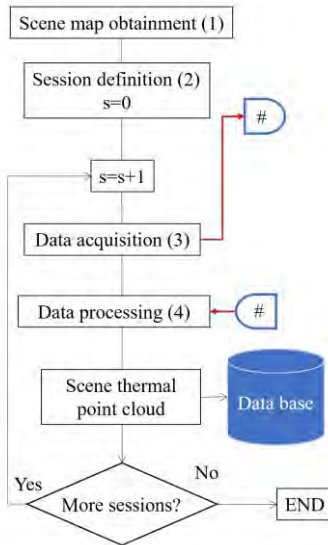 Scene map obtainment (1)
Session definition (2)
s=0
#
s=s+1
Data acquisition (3)
Data processing (4)
#
Scene thermal
point cloud
Data base
Yes
No
More sessions?
END